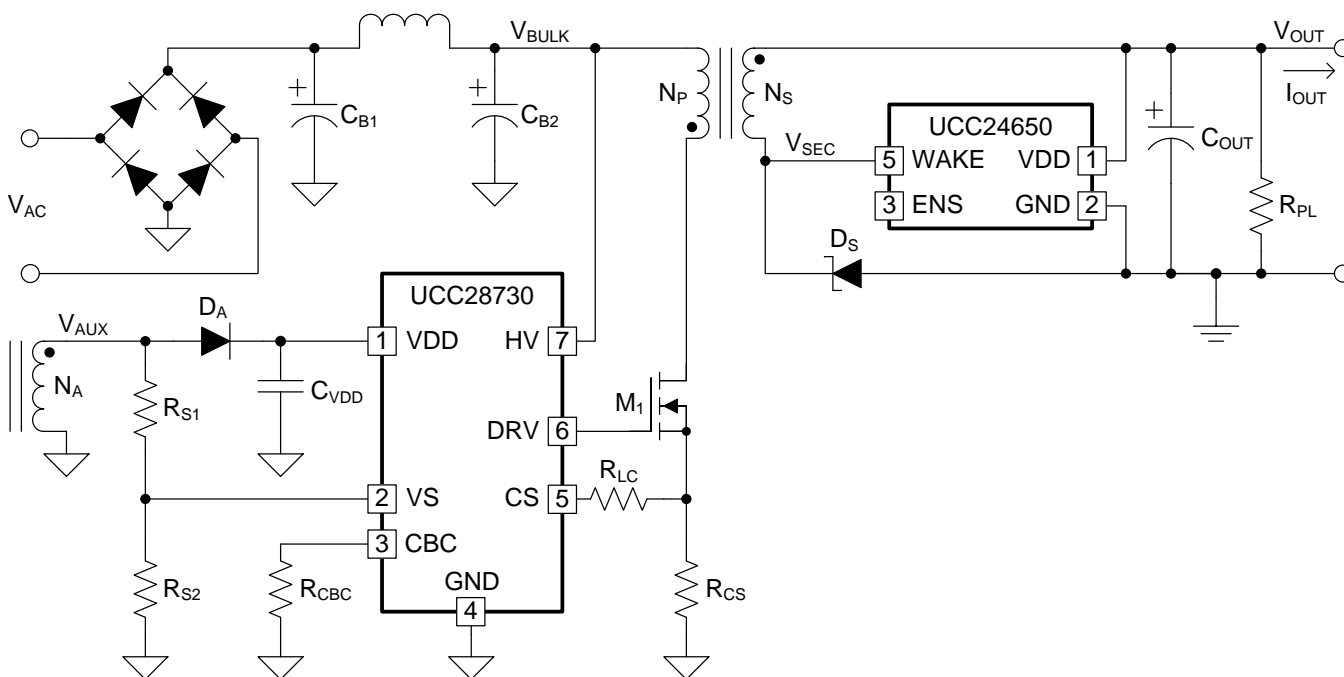 VBULK
VOUT
IOUT
CB1
CB2
NP
NS
UCC24650
VSEC
5 WAKE VDD 1
3 ENS GND 2
COUT
RPL
VAC
DS
UCC28730
DA
VAUX
1 VDD HV 7
NA
RS1
CVDD
M1
DRV 6
RLC
2 VS CS 5
3 CBC
RS2
RCBC
GND
4
RCS